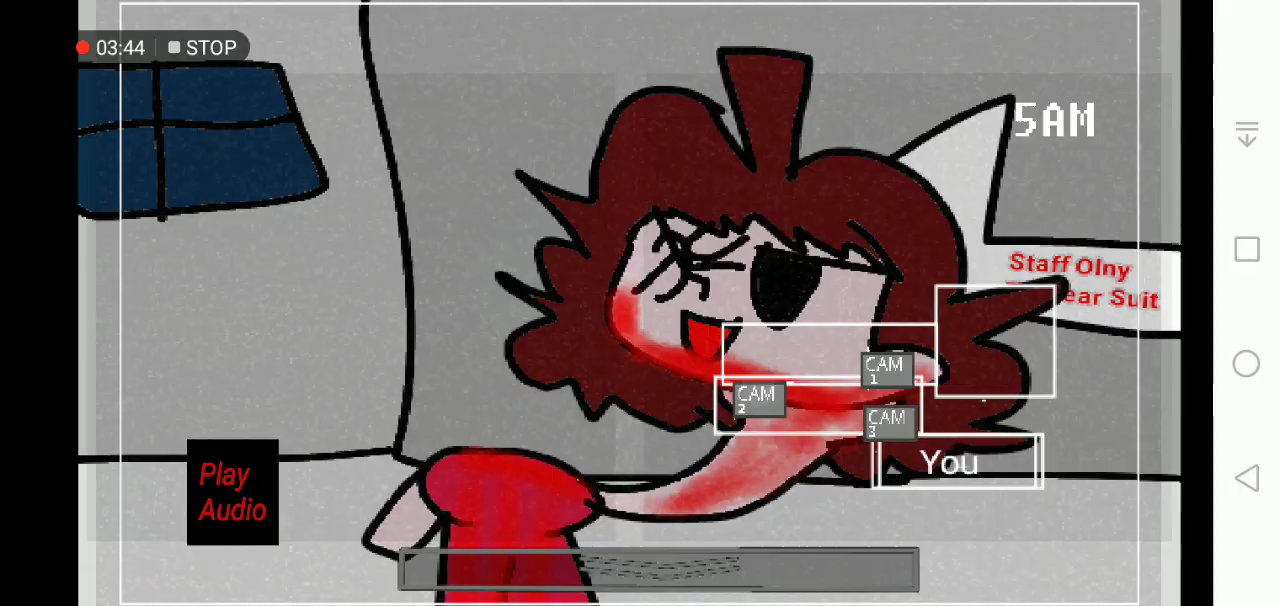 03:44 STOP
5AM
Staff Olny
ear Suit
CAM
1
CAM
2
CAM
3
You
Play
Audio